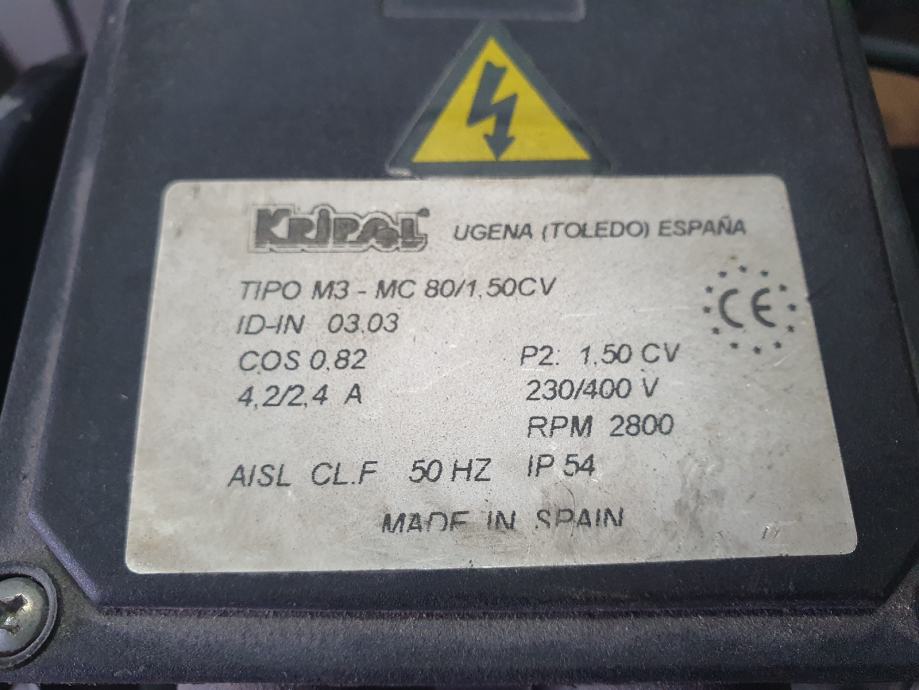 KRIPSOL UGENA (TOLEDO) ESPAÑA
TIPO M3 - MC 80/1,50CV
CE
ID-IN 03,03
COS 0,82 P2: 1,50 CV
4,2/2,4 A 230/400 V
RPM 2800
AISL CL.F 50 HZ IP 54
MADE IN SPAIN